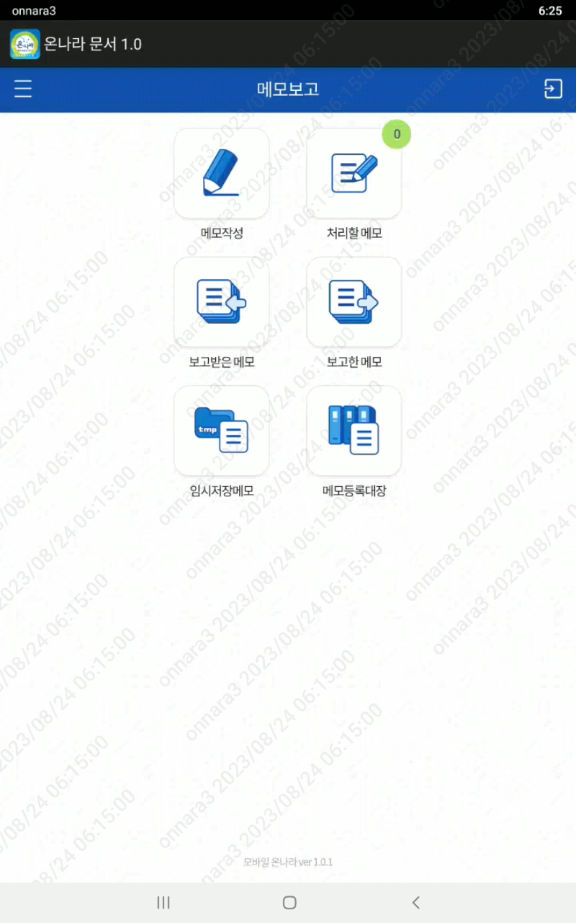 onnara3 6:25
온나라 문서 1.0
메모보고
0
메모작성 처리할 메모
보고받은 메모 보고한 메모
tmp
임시저장메모 메모등록대장
onnara3 2023/08/24 06:15:00
모바일 온나라 ver 1.0.1